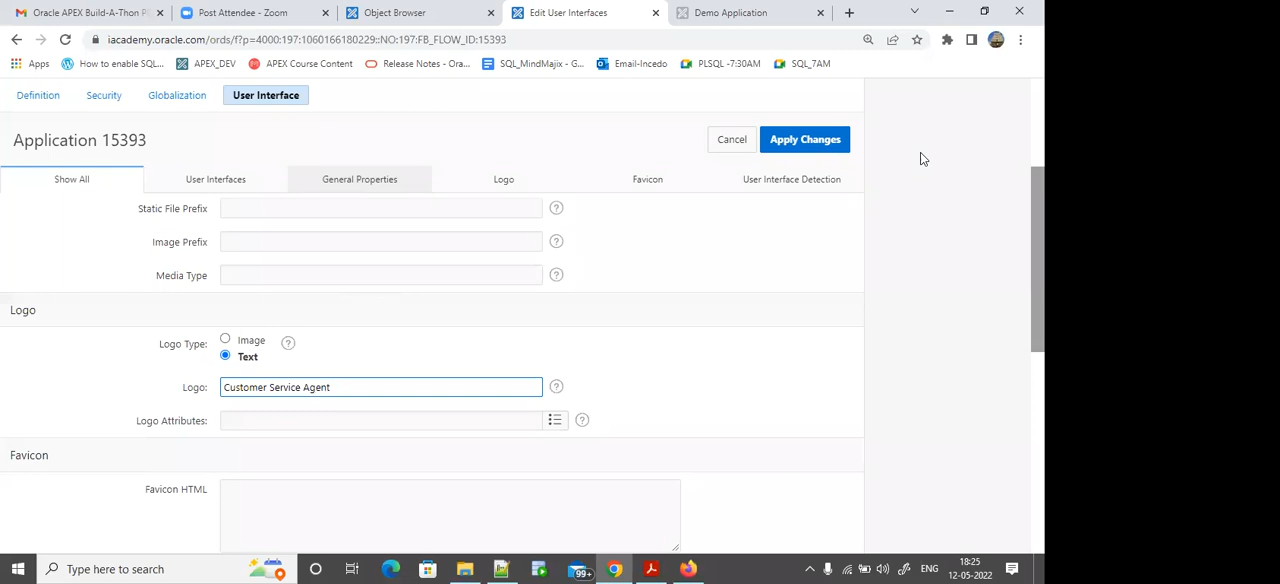 Oracle APEX Build-A-Thon P
Post Attendee - Zoom
Object Browser
Edit User Interfaces
Demo Application
iacademy.oracle.com/ords/f?p=4000:197:1060166180229::NO:197:FB_FLOW_ID:15393
Apps
How to enable SQL...
APEX_DEV
APEX Course Content
Release Notes - Ora...
SQL_MindMajix - G...
Email-Incedo
PLSQL -7:30AM
SQL_7AM
Definition
Security
Globalization
User Interface
Application 15393
Cancel
Apply Changes
Show All
User Interfaces
General Properties
Logo
Favicon
User Interface Detection
Static File Prefix
?
Image Prefix
?
Media Type
?
Logo
Logo Type:
Image
?
Text
Logo:
Customer Service Agent
?
Logo Attributes:
?
Favicon
Favicon HTML
Type here to search
99+
ENG
18:25
12-05-2022